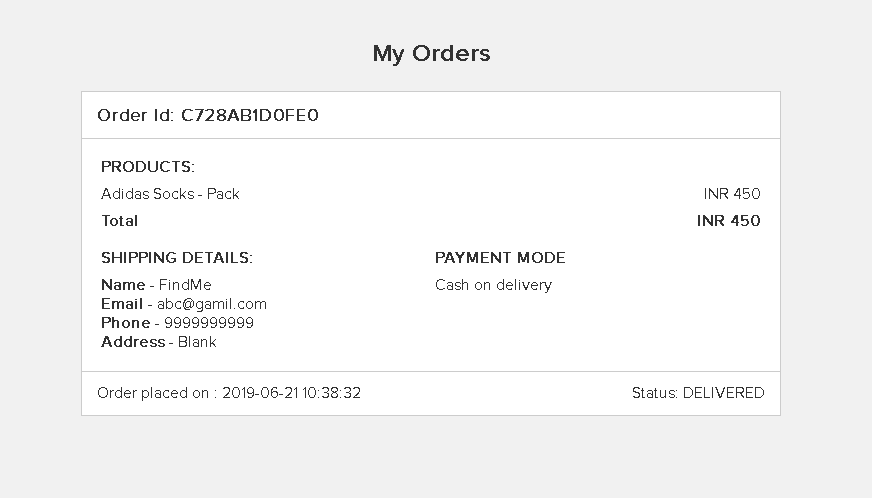 My Orders
Order Id: C728AB1D0FE0
PRODUCTS:
Adidas Socks - Pack INR 450
Total INR 450
SHIPPING DETAILS: PAYMENT MODE
Name - FindMe Cash on delivery
Email - abc@gamil.com
Phone - 9999999999
Address - Blank
Order placed on : 2019-06-21 10:38:32 Status: DELIVERED